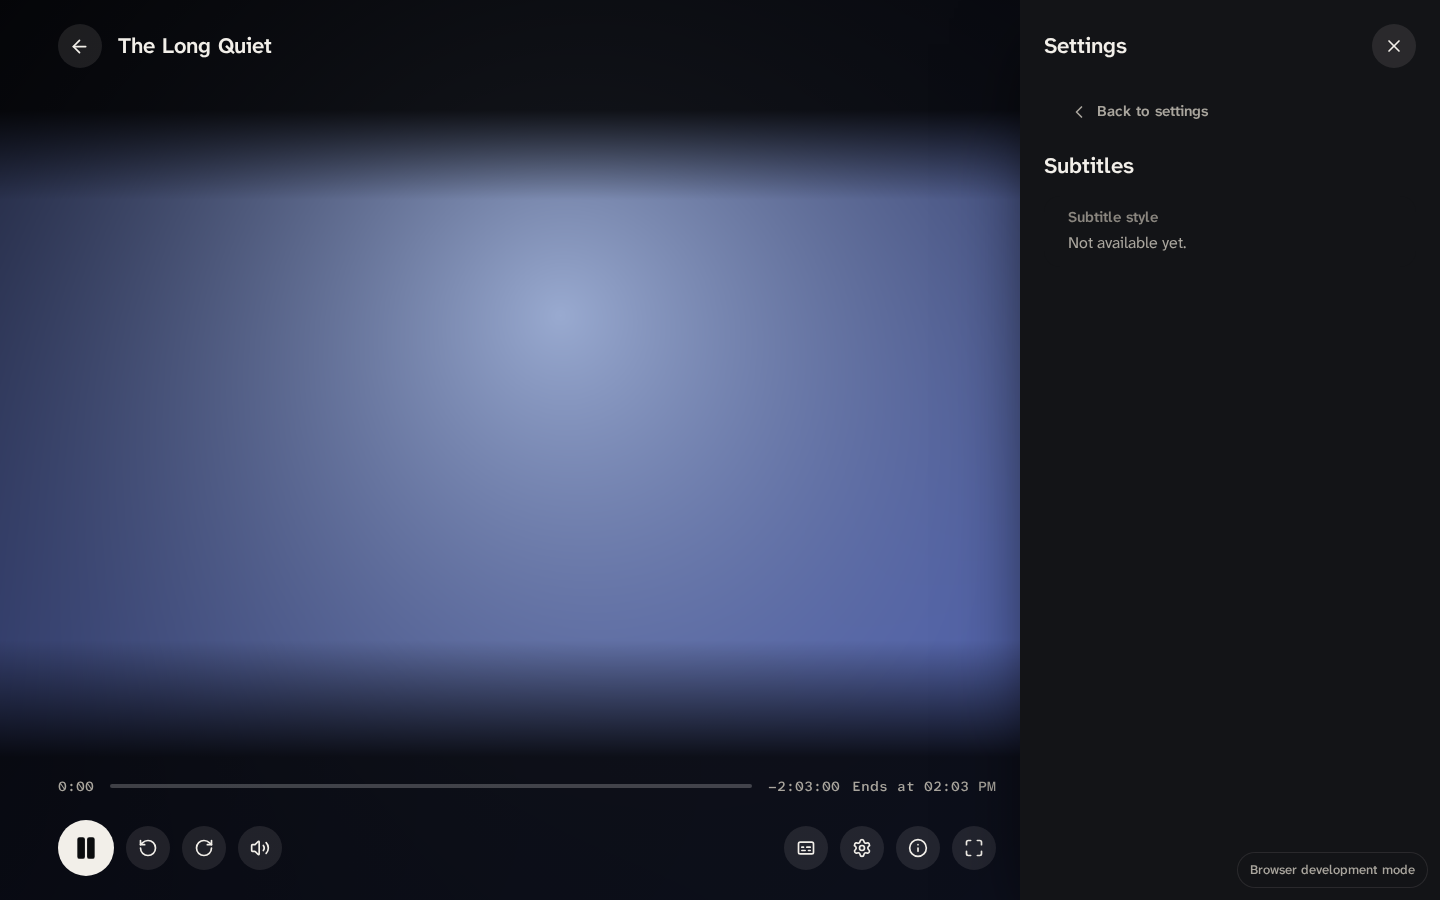 The Long Quiet
Settings
Back to settings
Subtitles
Subtitle style
Not available yet.
0:00
−2:03:00 Ends at 02:03 PM
Browser development mode